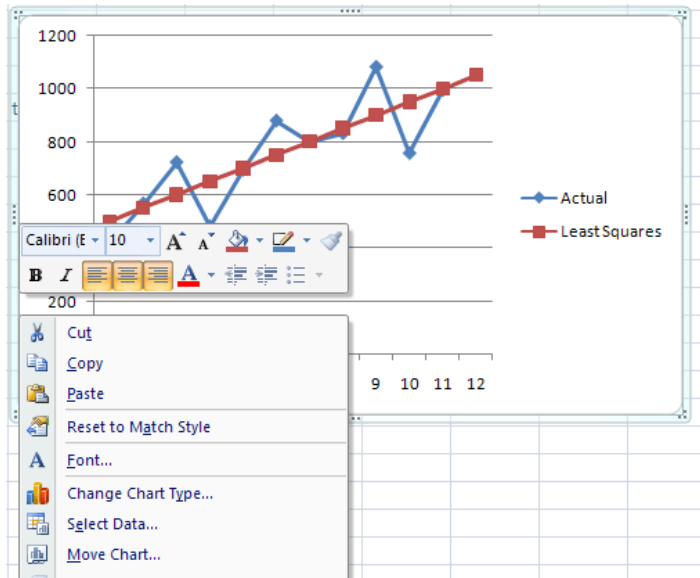 1200
1000
t
800
600
Actual
Least Squares
Calibri (E 10 A A
B I A
200
9 10 11 12
Cut
Copy
Paste
Reset to Match Style
A Font...
Change Chart Type...
Select Data...
Move Chart...